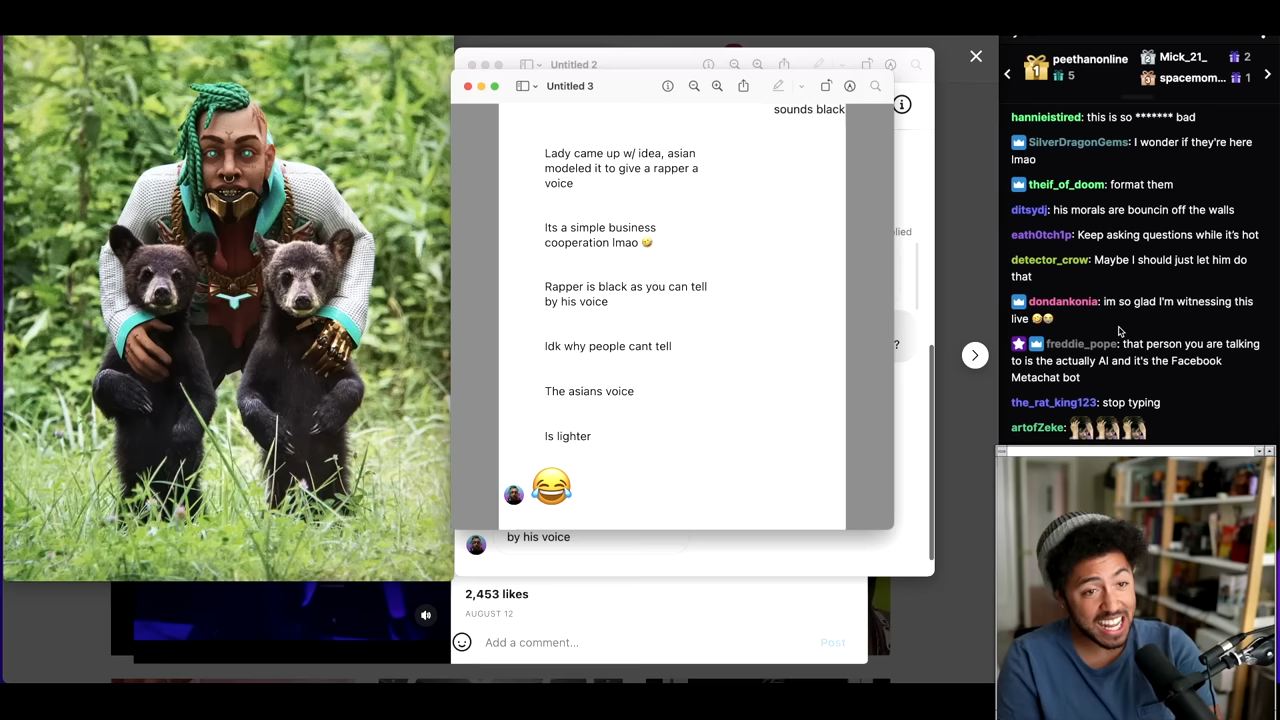 Untitled 2
Untitled 3
sounds black
Lady came up w/ idea, asian
modeled it to give a rapper a
voice
Its a simple business
cooperation lmao 🤣
Rapper is black as you can tell
by his voice
Idk why people cant tell
The asians voice
Is lighter
😂
by his voice
lied
?
2,453 likes
AUGUST 12
Add a comment...
Post
1
peethanonline
5
2
Mick_21_
2
3
spacemom...
1
hannieistired: this is so ******* bad
SilverDragonGems: I wonder if they're here
lmao
theif_of_doom: format them
ditsydj: his morals are bouncin off the walls
eath0tch1p: Keep asking questions while it's hot
detector_crow: Maybe I should just let him do
that
dondankonia: im so glad I'm witnessing this
live 🤣😭
freddie_pope: that person you are talking
to is the actually AI and it's the Facebook
Metachat bot
the_rat_king123: stop typing
artofZeke: